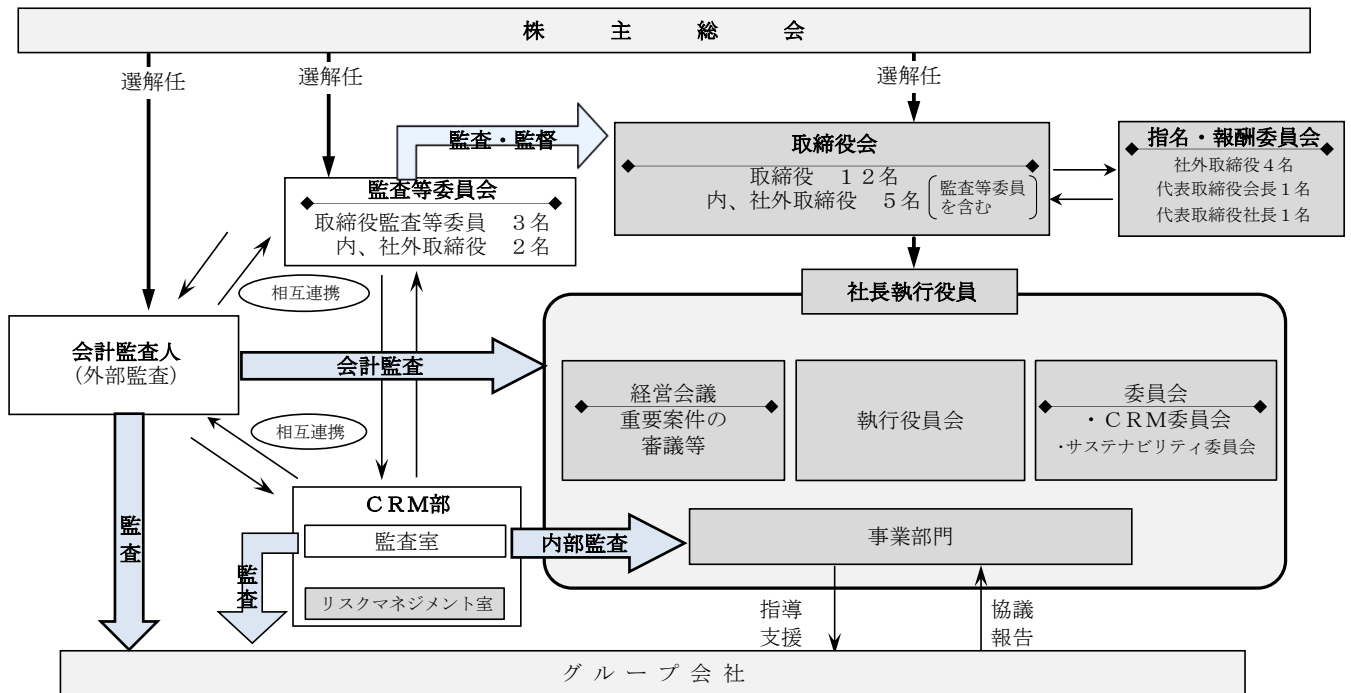 株 主 総 会
選解任
選解任
選解任
監査・監督
取締役会
取締役 １２名
内、社外取締役 ５名
監査等委員
を含む
指名・報酬委員会
社外取締役４名
代表取締役会長１名
代表取締役社長１名
監査等委員会
取締役監査等委員 ３名
内、社外取締役 ２名
相互連携
社長執行役員
会計監査人
（外部監査）
会計監査
経営会議
重要案件の
審議等
執行役員会
委員会
・ＣＲＭ委員会
・サステナビリティ委員会
相互連携
ＣＲＭ部
監査室
リスクマネジメント室
内部監査
事業部門
監
査
監
査
指導
支援
協議
報告
グ ル ー プ 会 社